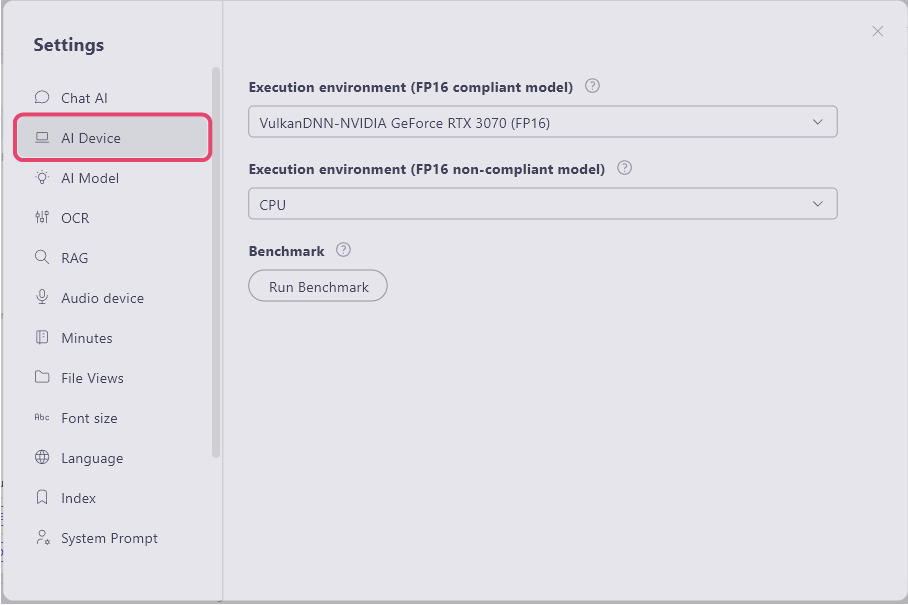 Settings
Chat AI
AI Device
AI Model
OCR
RAG
Audio device
Minutes
File Views
Abc Font size
Language
Index
System Prompt
Execution environment (FP16 compliant model) ?
VulkanDNN-NVIDIA GeForce RTX 3070 (FP16)
Execution environment (FP16 non-compliant model) ?
CPU
Benchmark ?
Run Benchmark